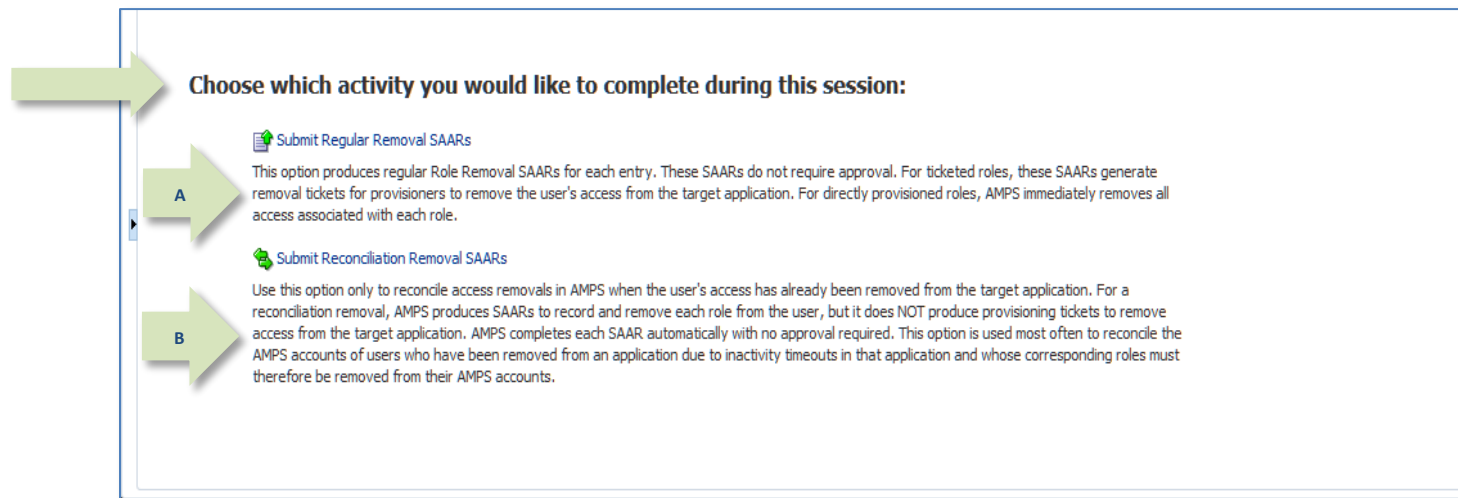 Choose which activity you would like to complete during this session:
Submit Regular Removal SAARs
This option produces regular Role Removal SAARs for each entry. These SAARs do not require approval. For ticketed roles, these SAARs generate
A
removal tickets for provisioners to remove the user's access from the target application. For directly provisioned roles, AMPS immediately removes all
access associated with each role.
Submit Reconciliation Removal SAARs
Use this option only to reconcile access removals in AMPS when the user's access has already been removed from the target application. For a
reconciliation removal, AMPS produces SAARs to record and remove each role from the user, but it does NOT produce provisioning tickets to remove
B
access from the target application. AMPS completes each SAAR automatically with no approval required. This option is used most often to reconcile the
AMPS accounts of users who have been removed from an application due to inactivity timeouts in that application and whose corresponding roles must
therefore be removed from their AMPS accounts.